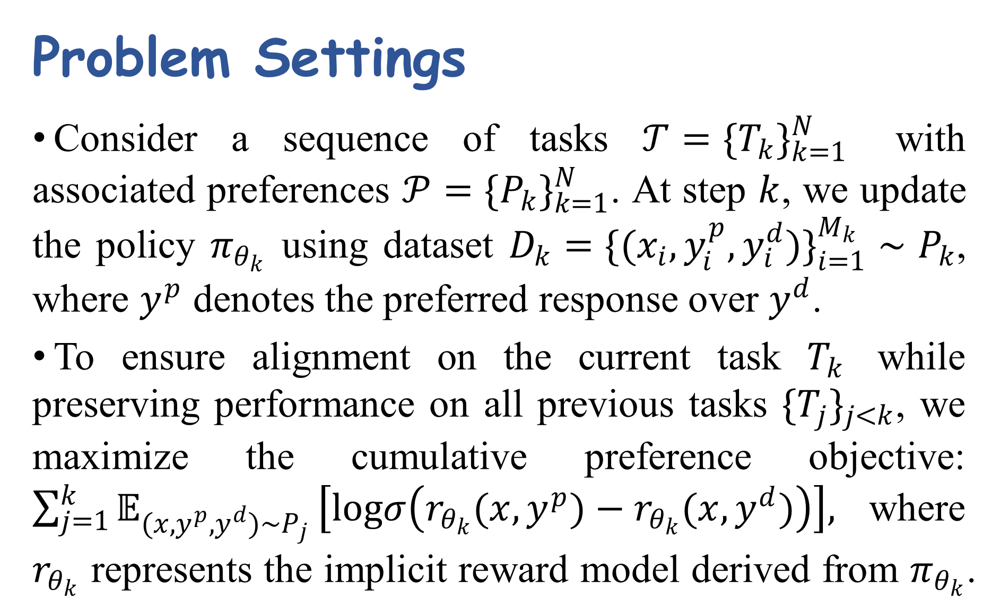 Problem Settings
• Consider a sequence of tasks $\mathcal{T} = \{T_k\}_{k=1}^{N}$ with
associated preferences $\mathcal{P} = \{P_k\}_{k=1}^{N}$. At step $k$, we update
the policy $\pi_{\theta_k}$ using dataset $D_k = \{(x_i, y_i^p, y_i^d)\}_{i=1}^{M_k} \sim P_k$,
where $y^p$ denotes the preferred response over $y^d$.
• To ensure alignment on the current task $T_k$ while
preserving performance on all previous tasks $\{T_j\}_{j<k}$, we
maximize the cumulative preference objective:
$\sum_{j=1}^{k} \mathbb{E}_{(x,y^p,y^d)\sim P_j} \left[\log\sigma\left(r_{\theta_k}(x, y^p) - r_{\theta_k}(x, y^d)\right)\right]$, where
$r_{\theta_k}$ represents the implicit reward model derived from $\pi_{\theta_k}$.